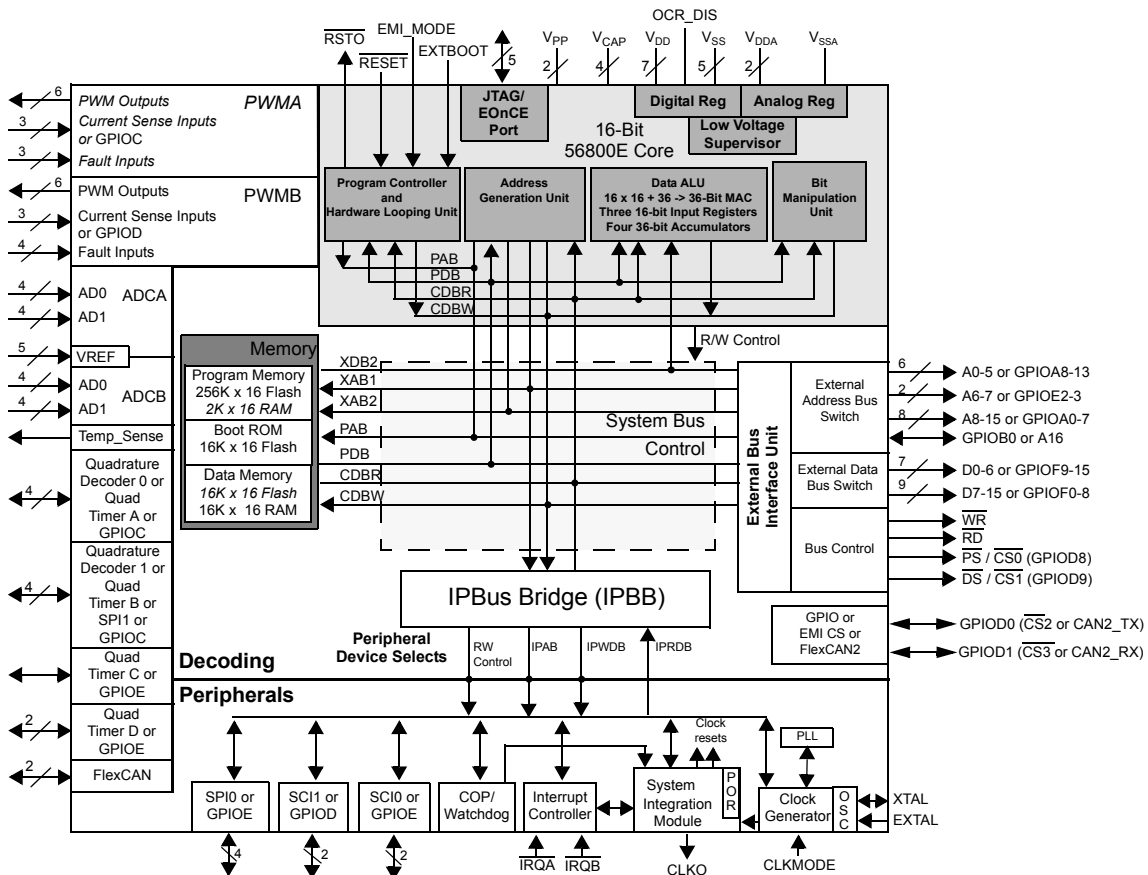 OCR_DIS
RSTO
EMI_MODE
RESET
EXTBOOT
5
VPP
2
VCAP
4
VDD
7
VSS
5
VDDA
2
VSSA
6
PWM Outputs
PWMA
3
Current Sense Inputs
or GPIOC
3
Fault Inputs
6
PWM Outputs
PWMB
3
Current Sense Inputs
or GPIOD
4
Fault Inputs
JTAG/
EOnCE
Port
Digital Reg
Analog Reg
Low Voltage
Supervisor
16-Bit
56800E Core
Program Controller
and
Hardware Looping Unit
Address
Generation Unit
Data ALU
16 x 16 + 36 -> 36-Bit MAC
Three 16-bit Input Registers
Four 36-bit Accumulators
Bit
Manipulation
Unit
PAB
PDB
CDBR
CDBW
4
AD0
ADCA
4
AD1
5
VREF
4
AD0
ADCB
4
AD1
Temp_Sense
4
Quadrature
Decoder 0 or
Quad
Timer A or
GPIOC
4
Quadrature
Decoder 1 or
Quad
Timer B or
SPI1 or
GPIOC
Quad
Timer C or
GPIOE
2
Quad
Timer D or
GPIOE
2
FlexCAN
Memory
Program Memory
256K x 16 Flash
2K x 16 RAM
Boot ROM
16K x 16 Flash
Data Memory
16K x 16 Flash
16K x 16 RAM
XDB2
XAB1
XAB2
PAB
PDB
CDBR
CDBW
R/W Control
System Bus
Control
External Bus
Interface Unit
External
Address Bus
Switch
External Data
Bus Switch
Bus Control
6
A0-5 or GPIOA8-13
2
A6-7 or GPIOE2-3
8
A8-15 or GPIOA0-7
GPIOB0 or A16
7
D0-6 or GPIOF9-15
9
D7-15 or GPIOF0-8
WR
RD
PS / CS0 (GPIOD8)
DS / CS1 (GPIOD9)
GPIO or
EMI CS or
FlexCAN2
GPIOD0 (CS2 or CAN2_TX)
GPIOD1 (CS3 or CAN2_RX)
IPBus Bridge (IPBB)
Peripheral
Device Selects
RW
Control
IPAB
IPWDB
IPRDB
Decoding
Peripherals
Clock
resets
PLL
SPI0 or
GPIOE
SCI1 or
GPIOD
SCI0 or
GPIOE
COP/
Watchdog
Interrupt
Controller
System
Integration
Module
POR
Clock
Generator
OSC
XTAL
EXTAL
4
2
2
IRQA
IRQB
CLKO
CLKMODE